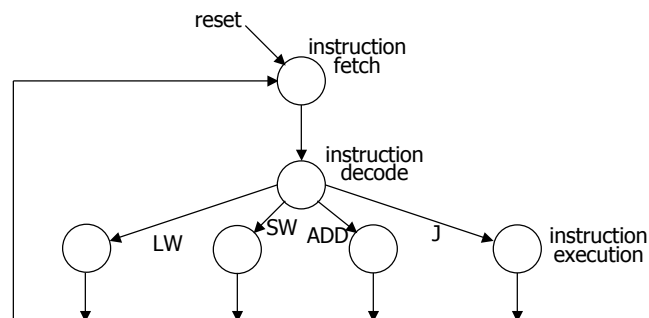 reset
instruction
fetch
instruction
decode
LW
SW
ADD
J
instruction
execution